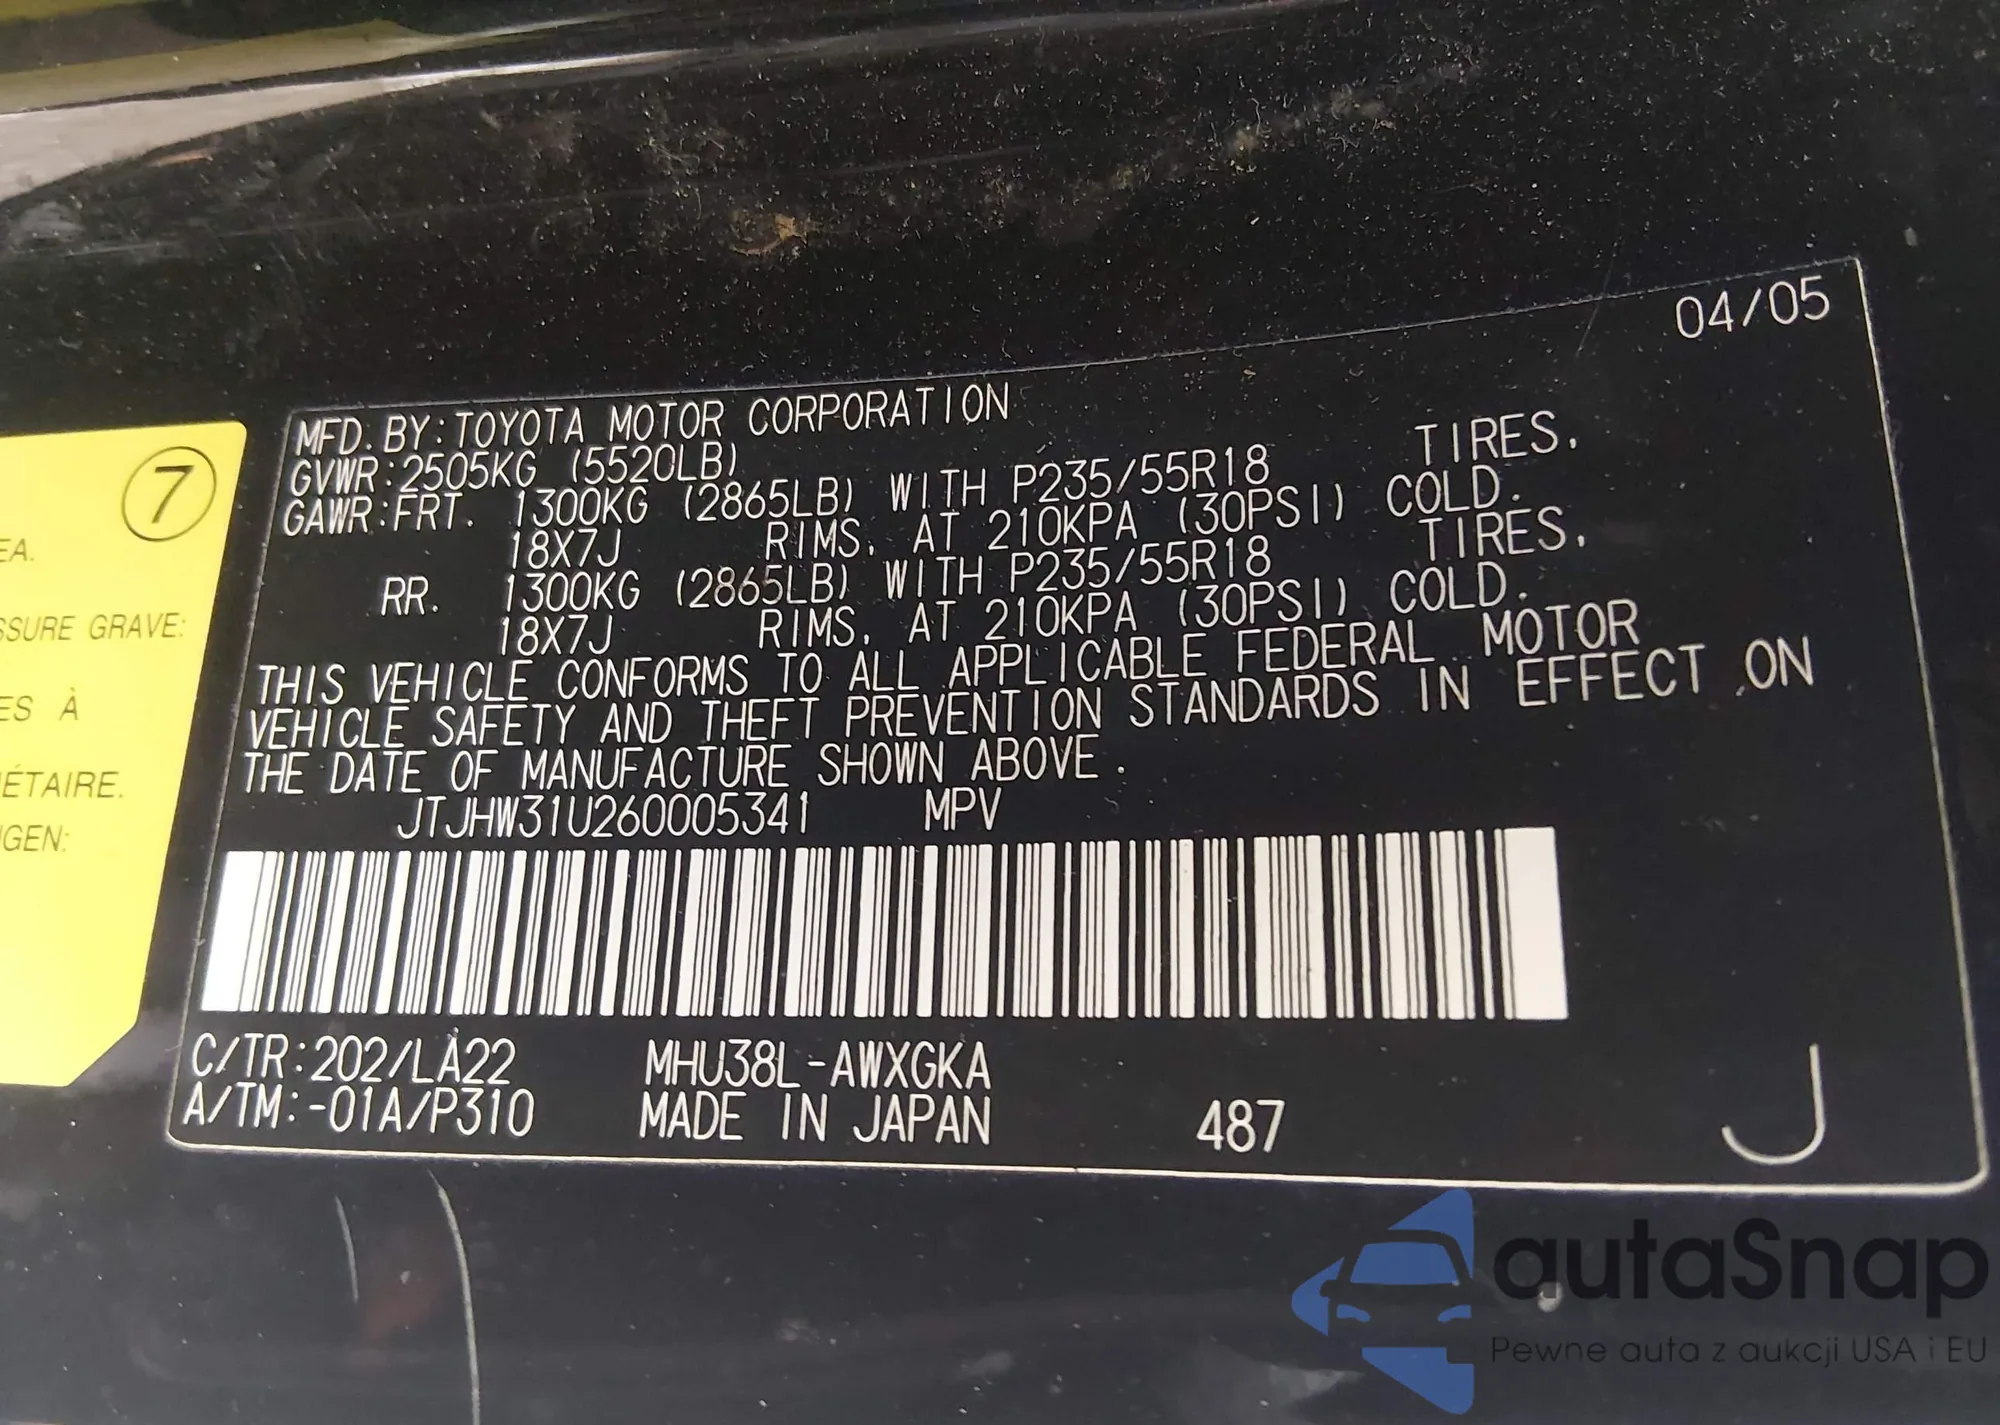 04/05
MFD. BY: TOYOTA MOTOR CORPORATION
GVWR: 2505KG (5520LB)
GAWR: FRT. 1300KG (2865LB) WITH P235/55R18 TIRES.
18X7J RIMS, AT 210KPA (30PSI) COLD.
RR. 1300KG (2865LB) WITH P235/55R18 TIRES.
18X7J RIMS, AT 210KPA (30PSI) COLD.
THIS VEHICLE CONFORMS TO ALL APPLICABLE FEDERAL MOTOR
VEHICLE SAFETY AND THEFT PREVENTION STANDARDS IN EFFECT ON
THE DATE OF MANUFACTURE SHOWN ABOVE.
JTJHW31U260005341 MPV
C/TR: 202/LA22 MHU38L-AWXGKA
A/TM: -01A/P310 MADE IN JAPAN 487
J
7
EA.
SSURE GRAVE:
ES À
ÉTAIRE.
GEN:
autaSnap
Pewne auta z aukcji USA i EU